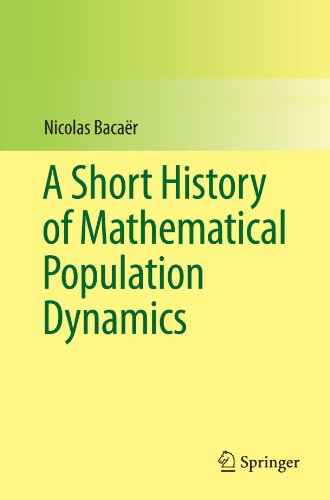 Nicolas Bacaër
A Short History
of Mathematical
Population
Dynamics
Springer